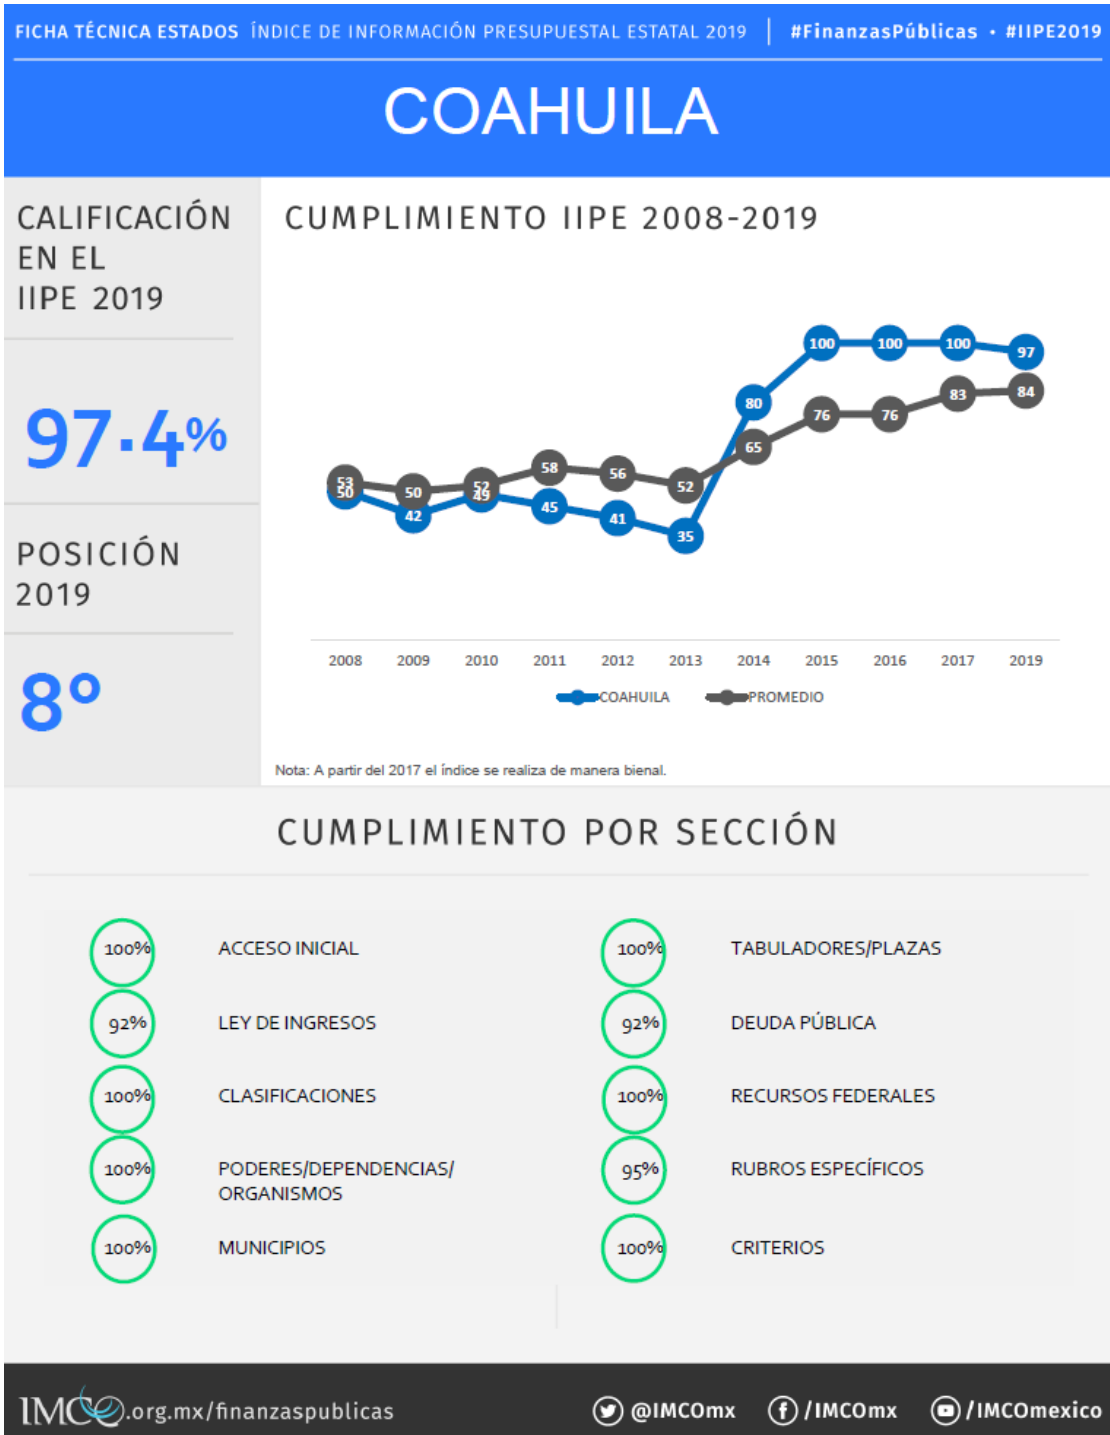 FICHA TÉCNICA ESTADOS ÍNDICE DE INFORMACIÓN PRESUPUESTAL ESTATAL 2019 | #FinanzasPúblicas • #IIPE2019
COAHUILA
CALIFICACIÓN
EN EL
IIPE 2019
97.4%
POSICIÓN
2019
8°
CUMPLIMIENTO IIPE 2008-2019
100 100 100 97
80
76 76 83 84
65
53 50 52 58 56 52
50 42 49 45 41 35
2008 2009 2010 2011 2012 2013 2014 2015 2016 2017 2019
COAHUILA PROMEDIO
Nota: A partir del 2017 el índice se realiza de manera bienal.
CUMPLIMIENTO POR SECCIÓN
100% ACCESO INICIAL
92% LEY DE INGRESOS
100% CLASIFICACIONES
100% PODERES/DEPENDENCIAS/
ORGANISMOS
100% MUNICIPIOS
100% TABULADORES/PLAZAS
92% DEUDA PÚBLICA
100% RECURSOS FEDERALES
95% RUBROS ESPECÍFICOS
100% CRITERIOS
IMCO.org.mx/finanzaspublicas @IMCOmx /IMCOmx /IMCOmexico